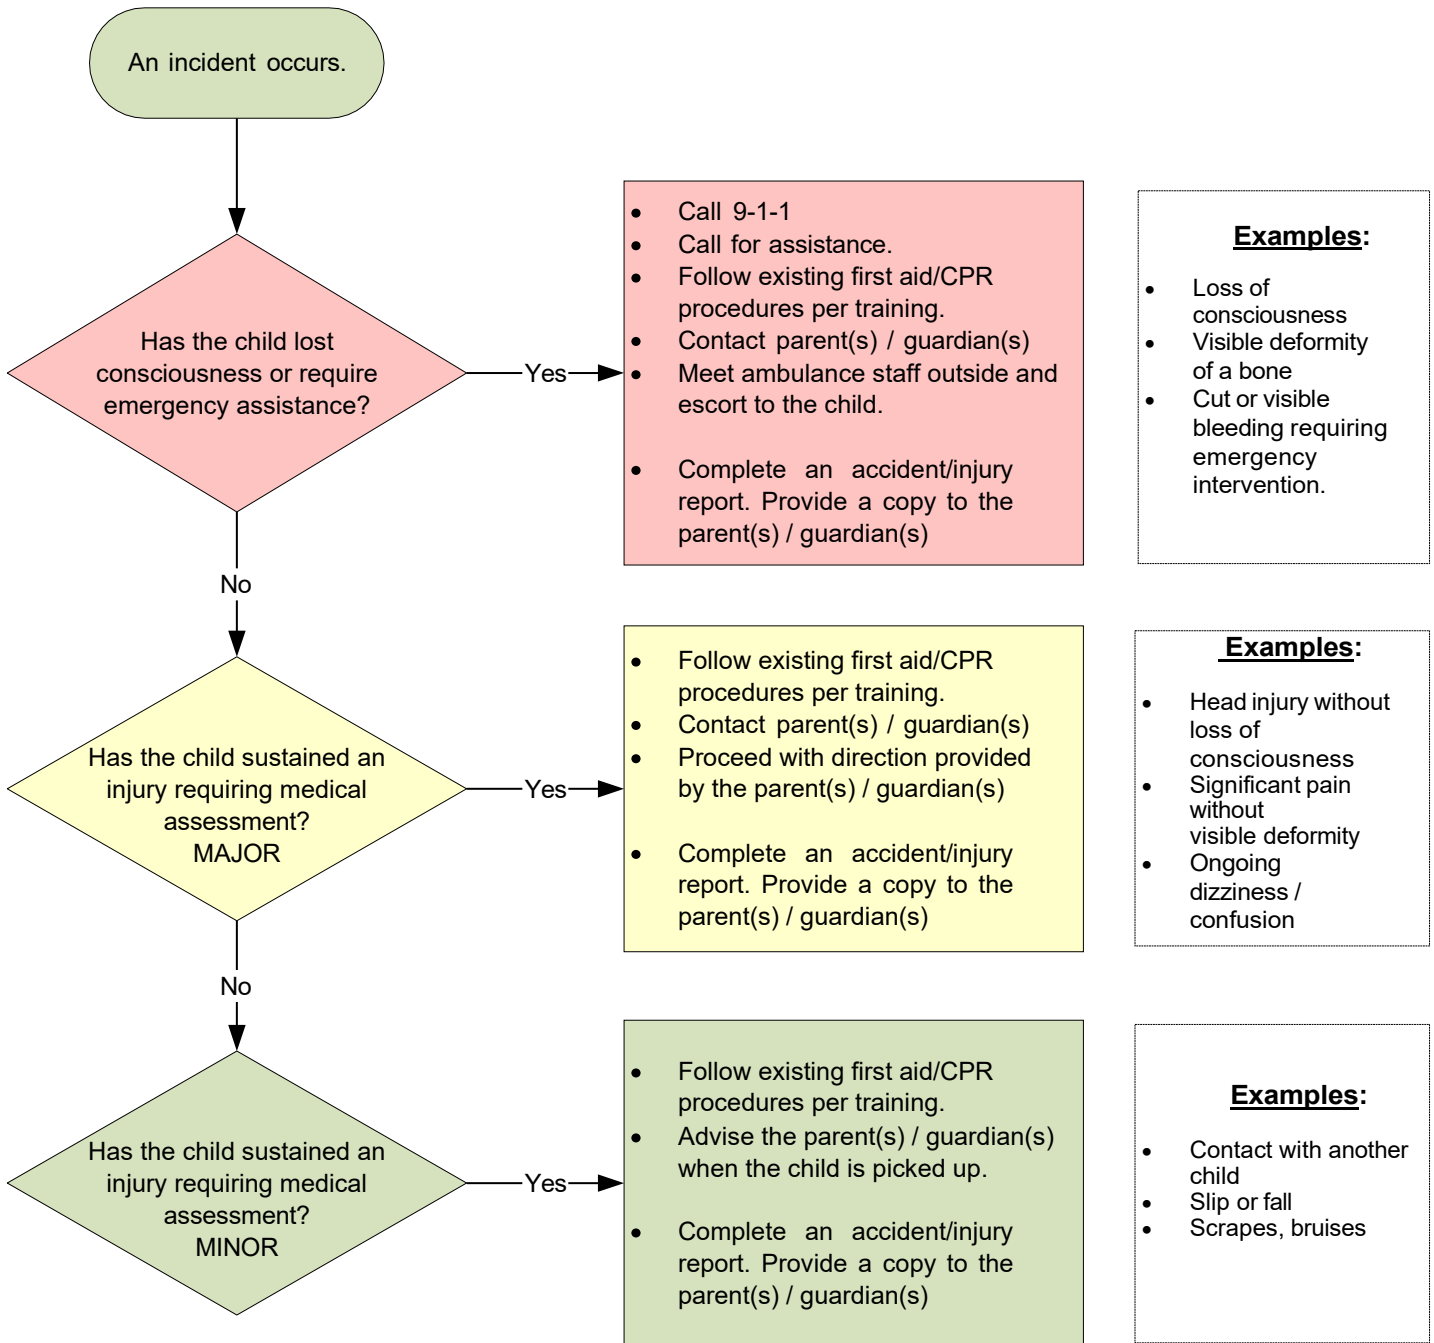 An incident occurs.
Has the child lost
consciousness or require
emergency assistance?
Yes
• Call 9-1-1
• Call for assistance.
• Follow existing first aid/CPR
procedures per training.
• Contact parent(s) / guardian(s)
• Meet ambulance staff outside and
escort to the child.
• Complete an accident/injury
report. Provide a copy to the
parent(s) / guardian(s)
Examples:
• Loss of
consciousness
• Visible deformity
of a bone
• Cut or visible
bleeding requiring
emergency
intervention.
No
Has the child sustained an
injury requiring medical
assessment?
MAJOR
Yes
• Follow existing first aid/CPR
procedures per training.
• Contact parent(s) / guardian(s)
• Proceed with direction provided
by the parent(s) / guardian(s)
• Complete an accident/injury
report. Provide a copy to the
parent(s) / guardian(s)
Examples:
• Head injury without
loss of
consciousness
• Significant pain
without
visible deformity
• Ongoing
dizziness /
confusion
No
Has the child sustained an
injury requiring medical
assessment?
MINOR
Yes
• Follow existing first aid/CPR
procedures per training.
• Advise the parent(s) / guardian(s)
when the child is picked up.
• Complete an accident/injury
report. Provide a copy to the
parent(s) / guardian(s)
Examples:
• Contact with another
child
• Slip or fall
• Scrapes, bruises